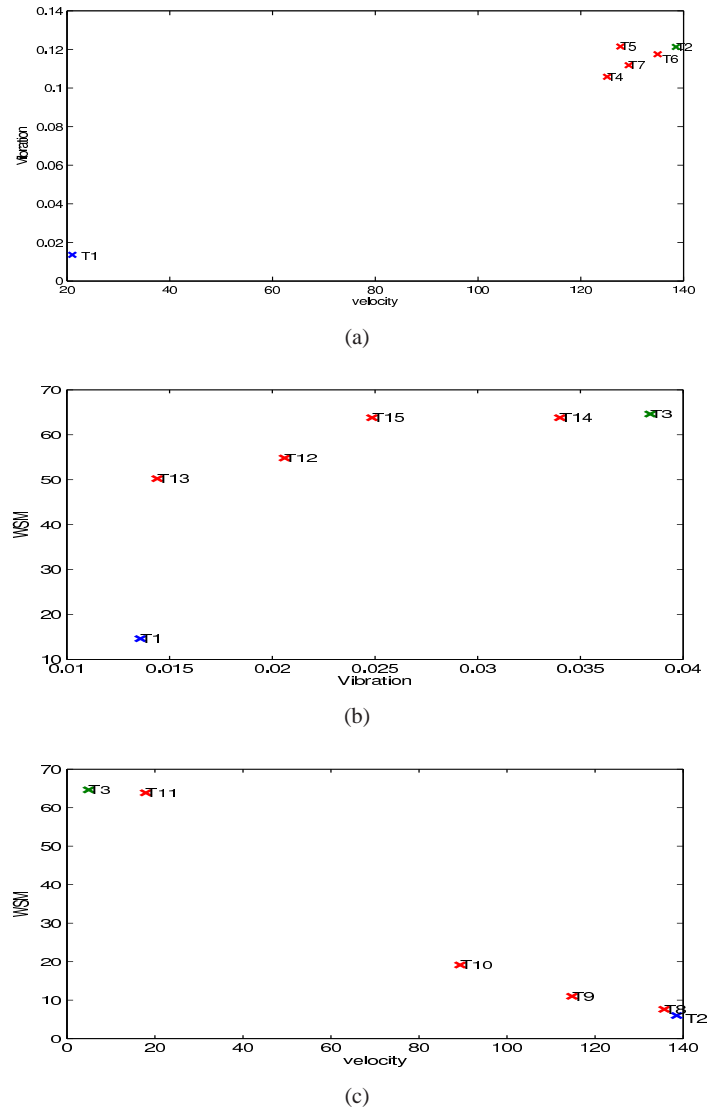 0.14
0.12
0.1
0.08
0.06
0.04
0.02
0
Vibration
T5
T2
T6
T7
T4
T1
20
40
60
80
100
120
140
velocity
(a)
70
60
50
40
30
20
10
WSM
T15
T14
T3
T12
T13
T1
0.01
0.015
0.02
0.025
0.03
0.035
0.04
Vibration
(b)
70
60
50
40
30
20
10
0
WSM
T3
T11
T10
T9
T8
T2
0
20
40
60
80
100
120
140
velocity
(c)